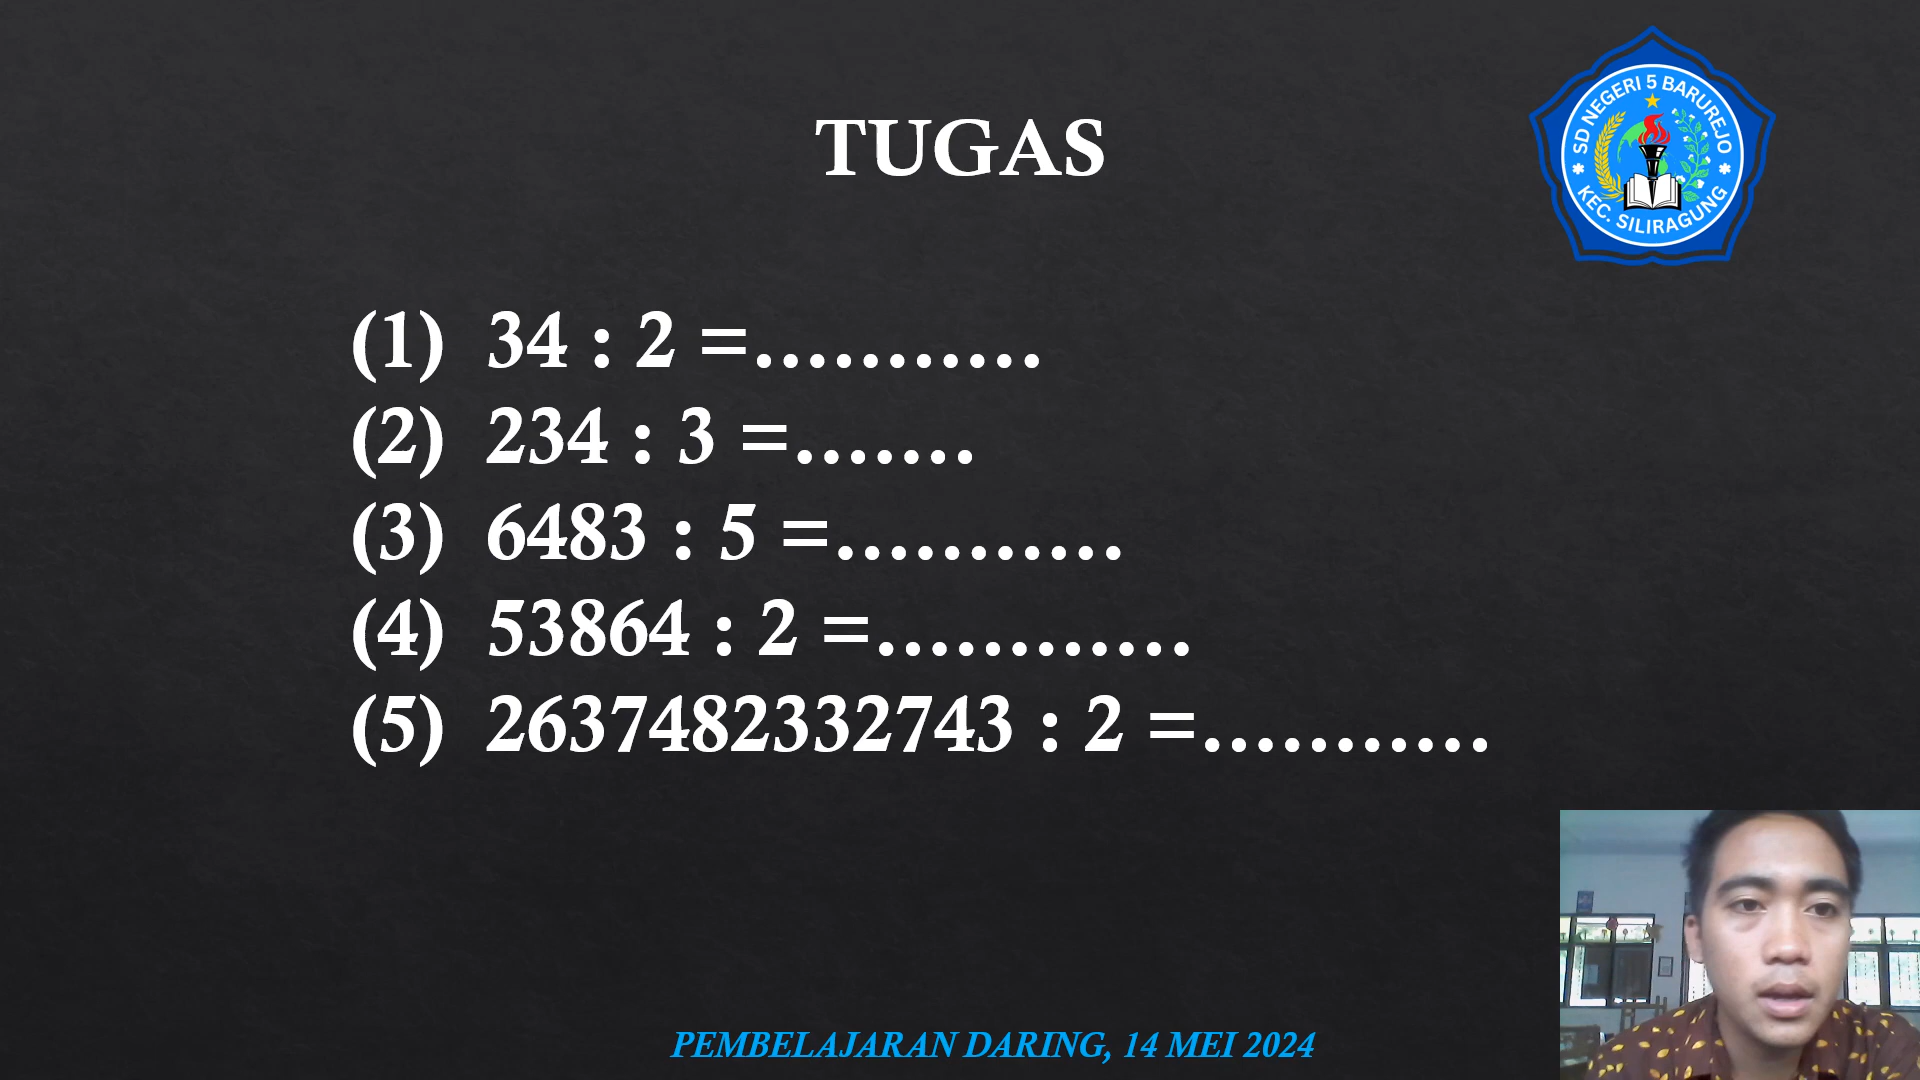 TUGAS
SD NEGERI 5 BARUREJO
KEC. SILIRAGUNG
(1) 34 : 2 =...........
(2) 234 : 3 =.......
(3) 6483 : 5 =...........
(4) 53864 : 2 =............
(5) 2637482332743 : 2 =...........
PEMBELAJARAN DARING, 14 MEI 2024